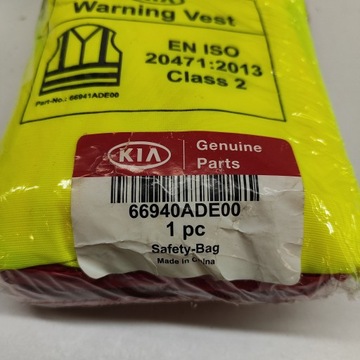 Warning Vest
EN ISO
20471:2013
Class 2
Part-No.: 66941ADE00
KIA
Genuine
Parts
66940ADE00
1 pc
Safety-Bag
Made in China